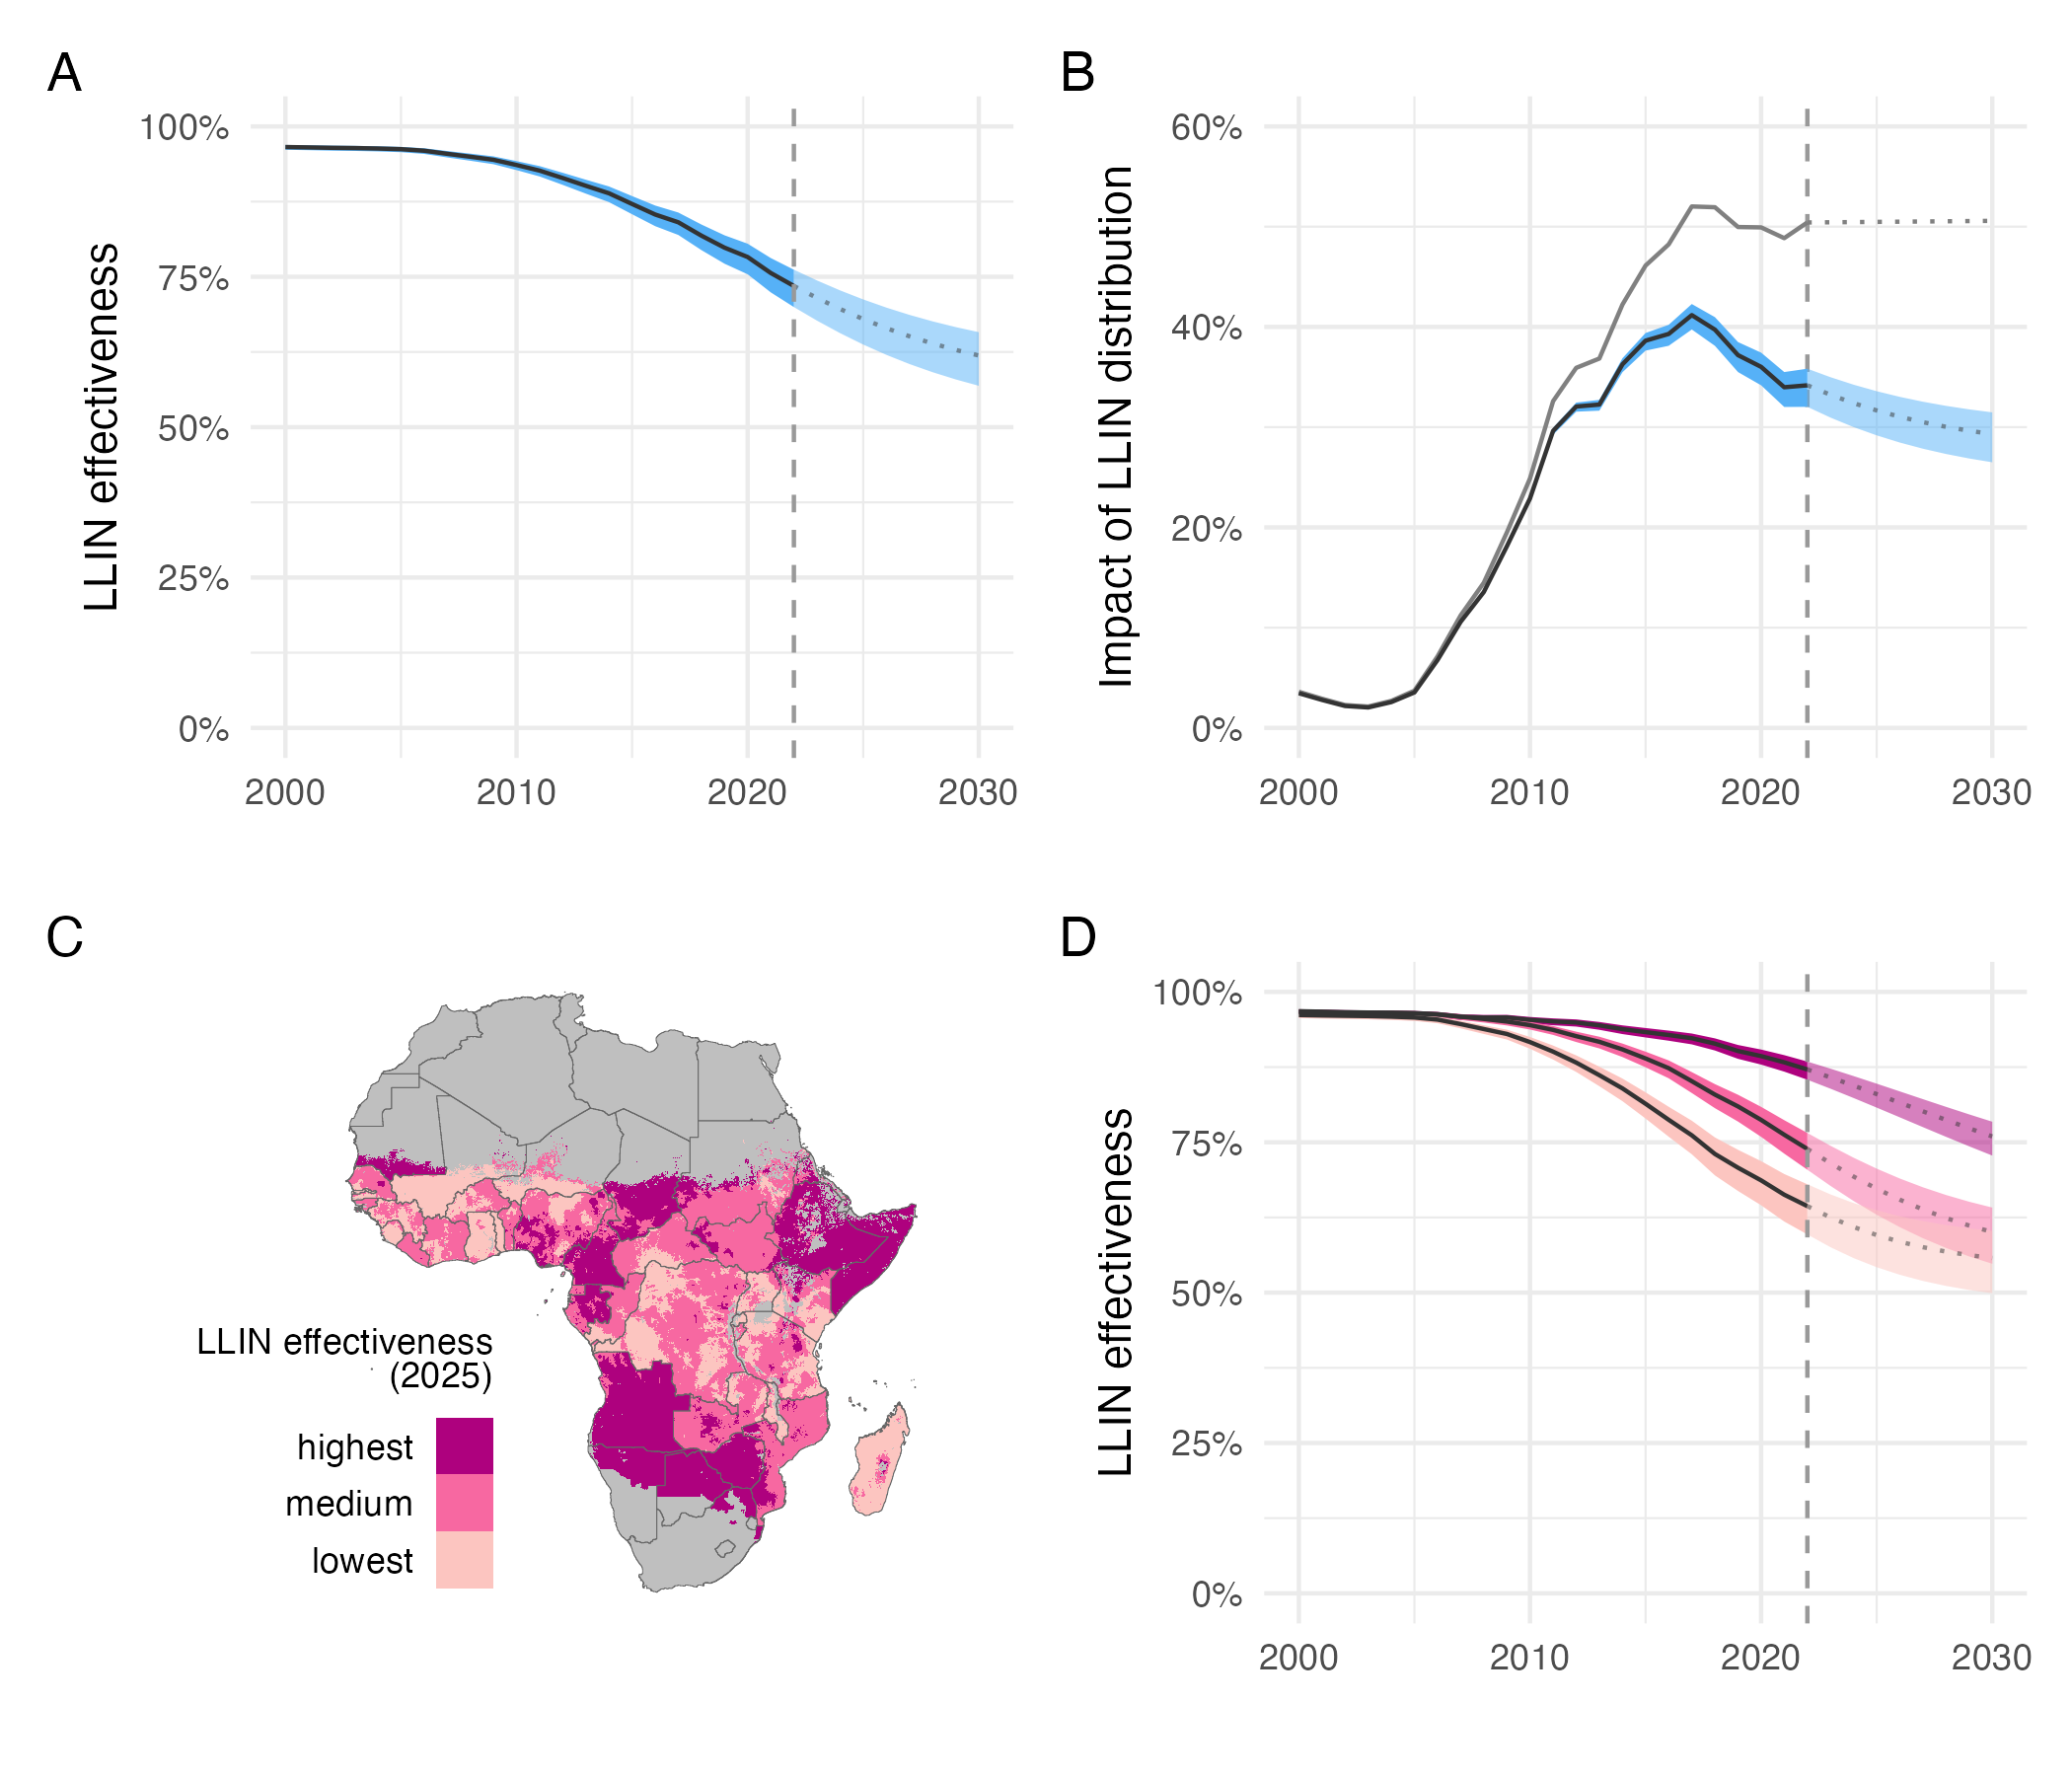 A
LLIN effectiveness
100%
75%
50%
25%
0%
2000 2010 2020 2030
B
Impact of LLIN distribution
60%
40%
20%
0%
2000 2010 2020 2030
C
LLIN effectiveness
(2025)
highest
medium
lowest
D
LLIN effectiveness
100%
75%
50%
25%
0%
2000 2010 2020 2030